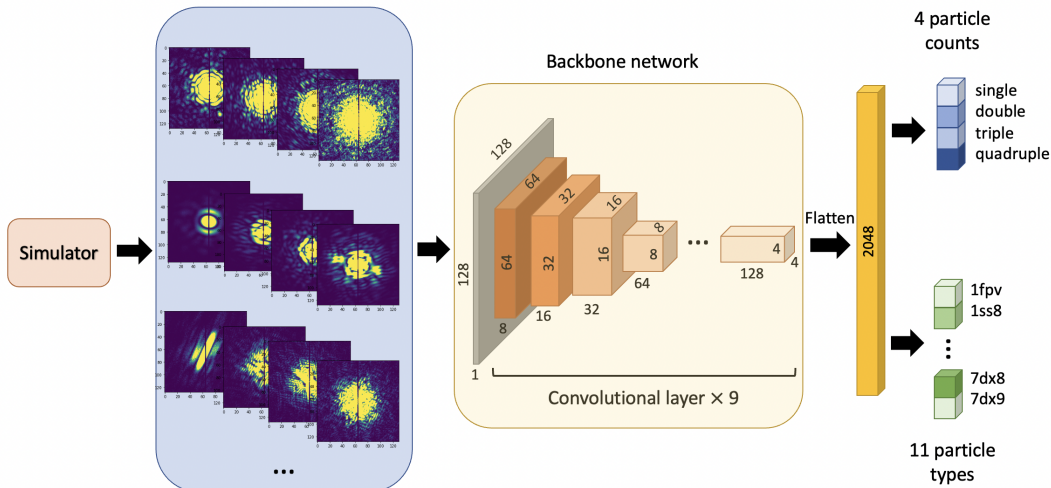 4 particle
counts
Backbone network
single
double
triple
quadruple
Simulator
128
128
1
64
64
8
32
32
16
16
16
32
8
8
64
...
4
4
128
Convolutional layer × 9
Flatten
2048
1fpv
1ss8
7dx8
7dx9
11 particle
types
...